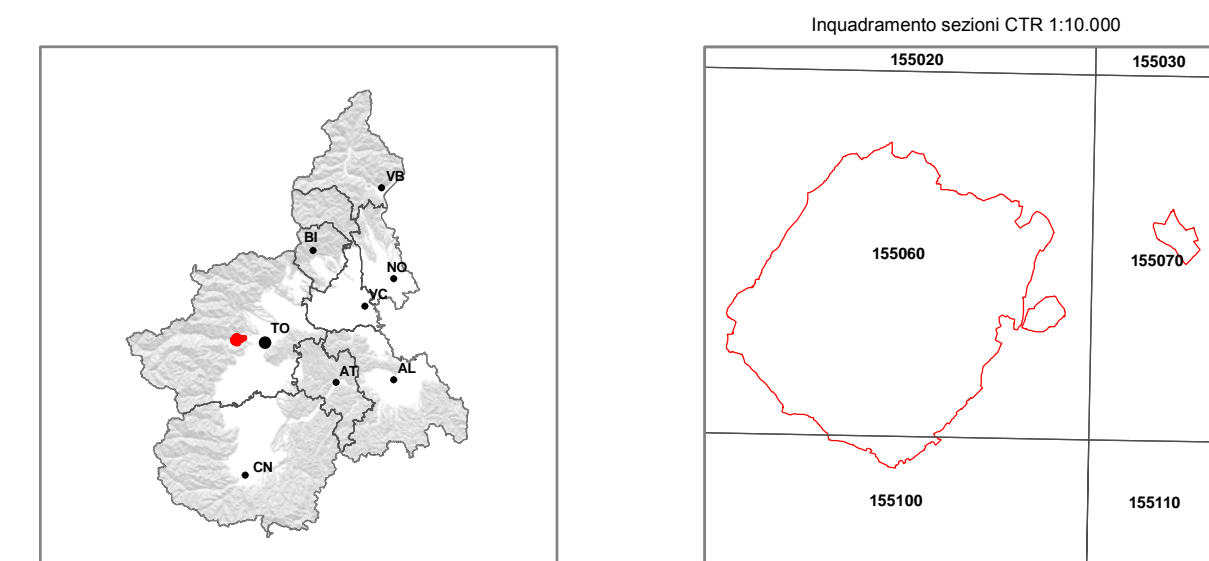 Inquadramento sezioni CTR 1:10.000
VB
BI
NO
VC
TO
AT
AL
CN
155020
155030
155060
155070
155100
155110